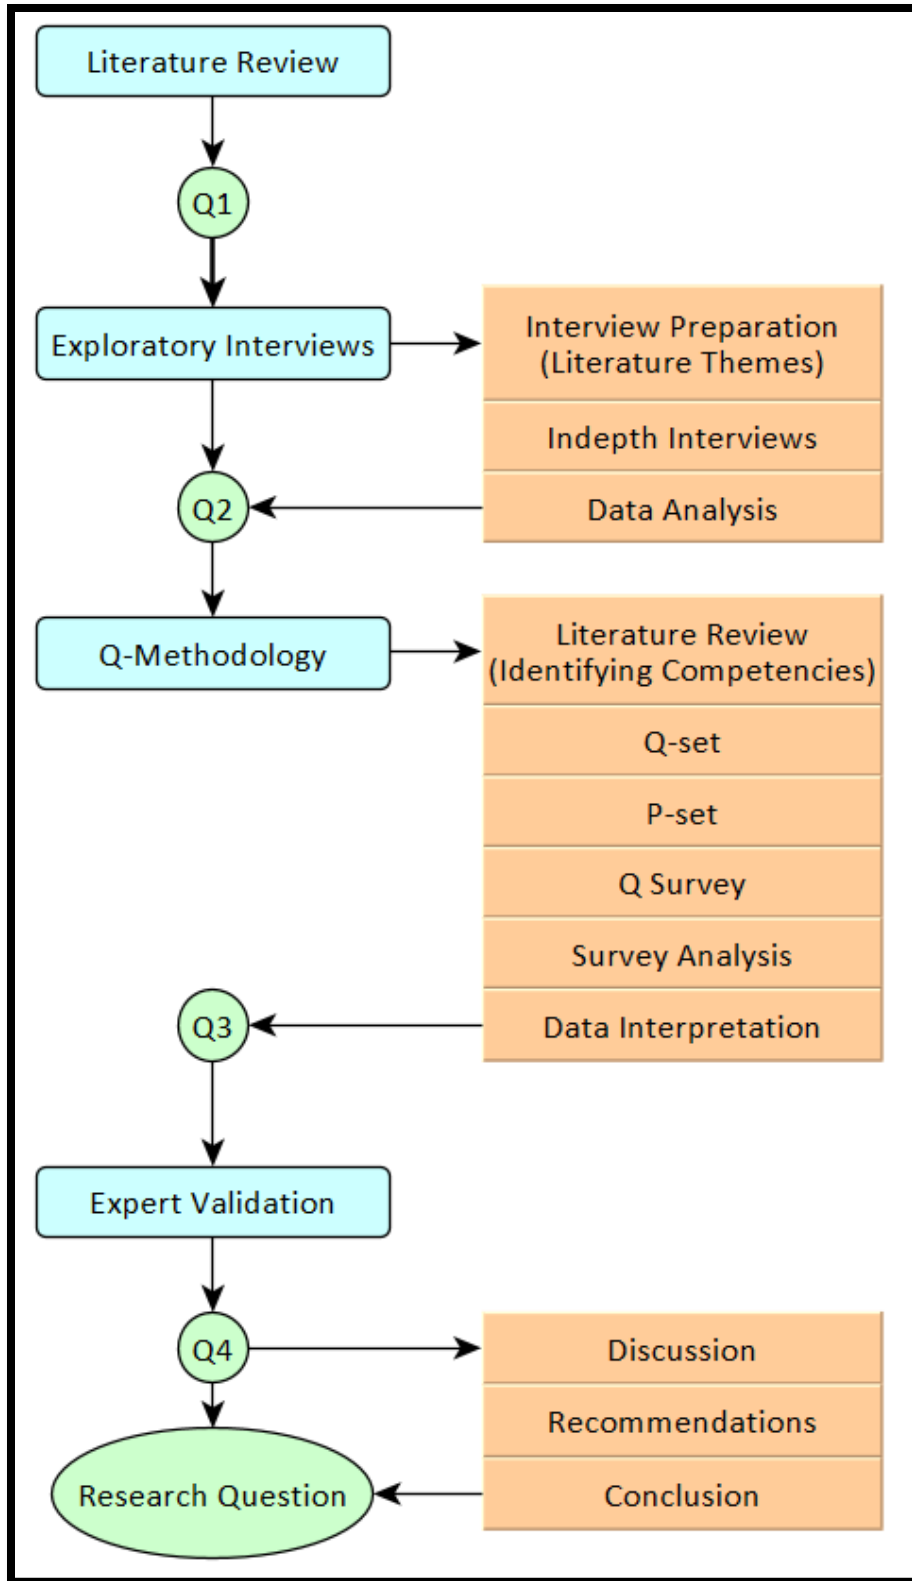 Literature Review
Q1
Exploratory Interviews
Interview Preparation
(Literature Themes)
Indepth Interviews
Q2
Data Analysis
Q-Methodology
Literature Review
(Identifying Competencies)
Q-set
P-set
Q Survey
Survey Analysis
Q3
Data Interpretation
Expert Validation
Q4
Discussion
Recommendations
Research Question
Conclusion